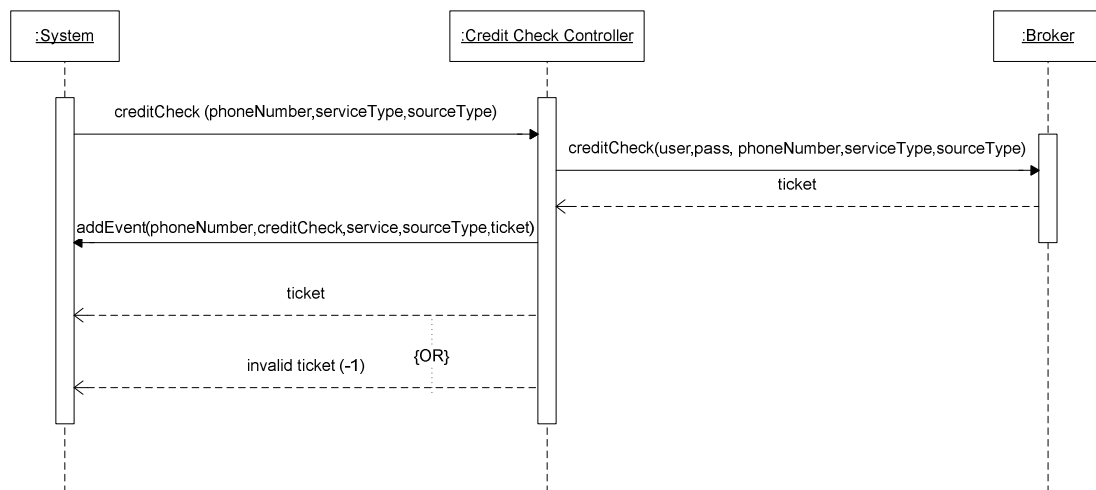 :System
:Credit Check Controller
:Broker
creditCheck (phoneNumber,serviceType,sourceType)
creditCheck(user,pass, phoneNumber,serviceType,sourceType)
ticket
addEvent(phoneNumber,creditCheck,service,sourceType,ticket)
ticket
{OR}
invalid ticket (-1)